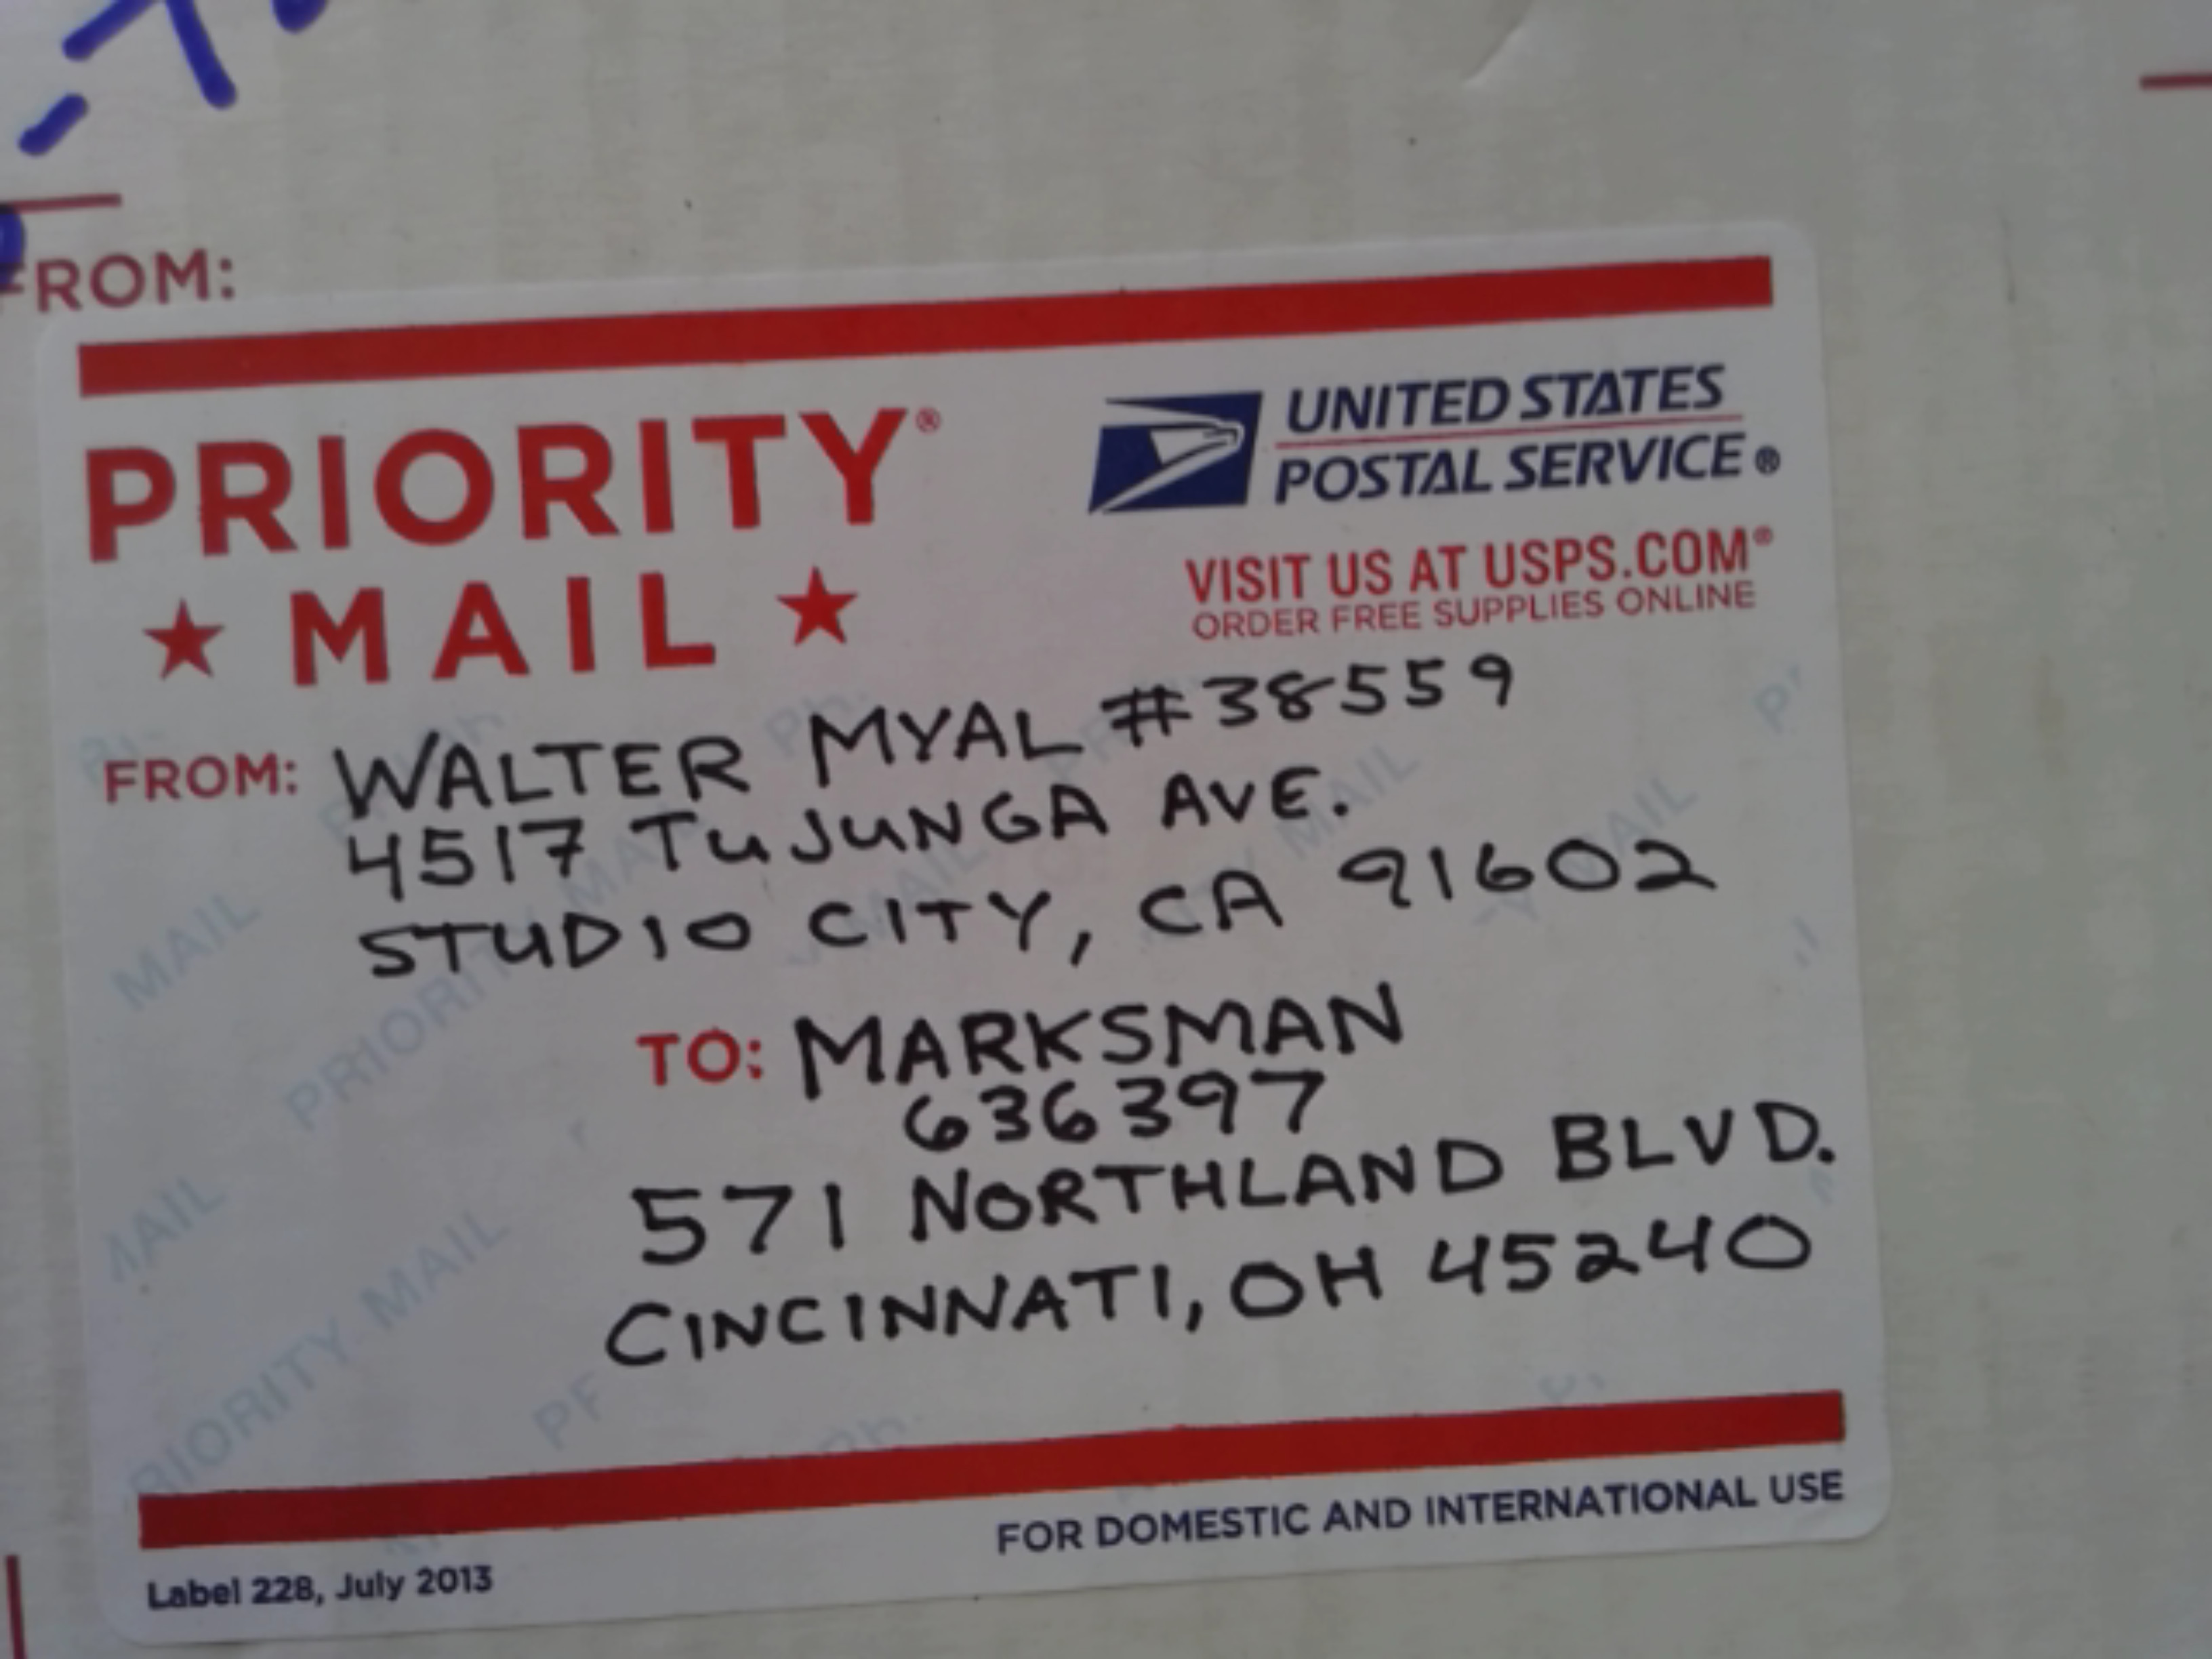 FROM:
PRIORITY®
★ MAIL ★
UNITED STATES
POSTAL SERVICE®
VISIT US AT USPS.COM®
ORDER FREE SUPPLIES ONLINE
FROM: WALTER MYAL #38559
4517 TUJUNGA AVE.
STUDIO CITY, CA 91602
TO: MARKSMAN
636397
571 NORTHLAND BLVD.
CINCINNATI, OH 45240
FOR DOMESTIC AND INTERNATIONAL USE
Label 228, July 2013